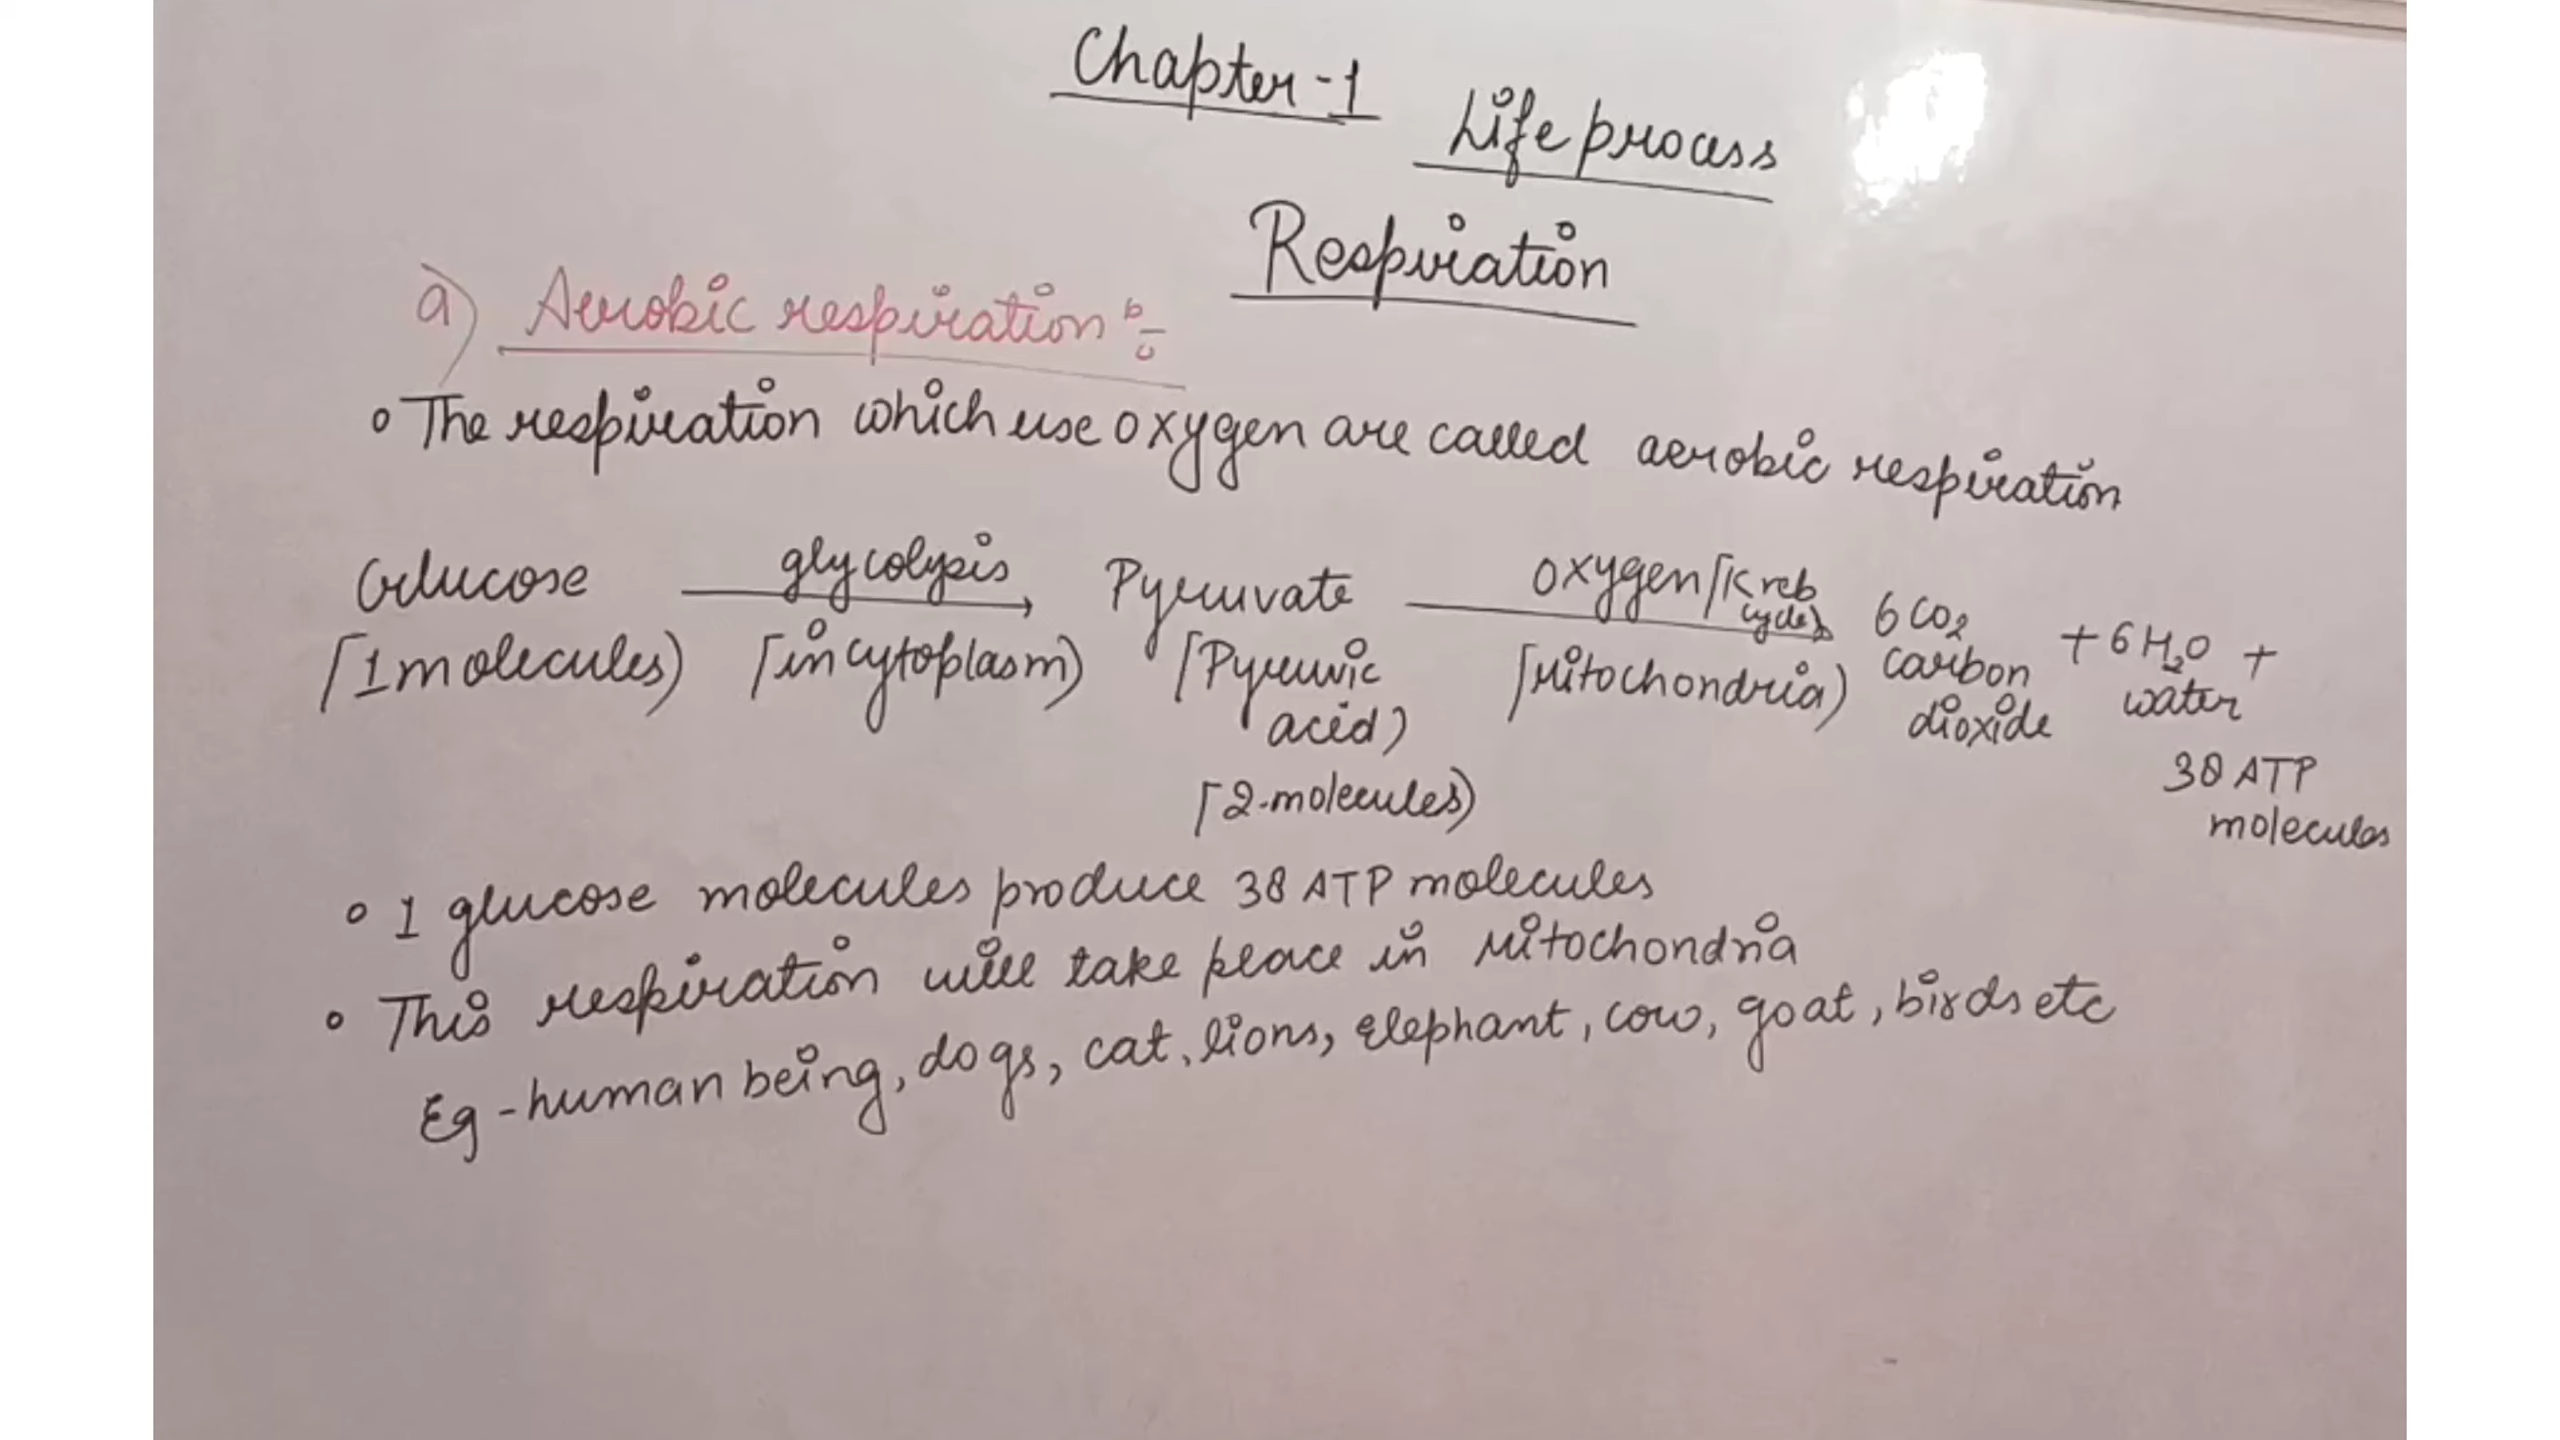 Chapter-1
Life process
Respiration
a) Aerobic respiration :-
• The respiration which use oxygen are called aerobic respiration
Glucose —glycolysis→ Pyruvate —oxygen [Kreb cycle]→ 6CO2 + 6H2O +
[1 molecules) [in cytoplasm) [Pyruvic acid) [Mitochondria) carbon dioxide water
[2-molecules) 38 ATP molecules
• 1 glucose molecules produce 38 ATP molecules
• This respiration will take place in Mitochondria
Eg - human being, dogs, cat, lions, elephant, cow, goat, birds etc